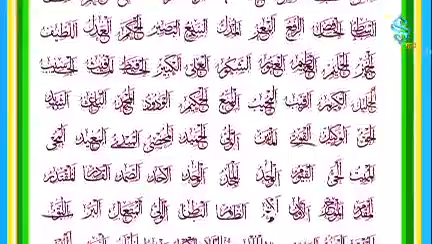 الباسط الخافض الرافع المعز المذل السميع البصير الحكم العدل اللطيف
الخبير الحليم العظيم الغفور الشكور العلي الكبير الحفيظ المقيت الحسيب
الجليل الكريم الرقيب المجيب الواسع الحكيم الودود المجيد الباعث الشهيد
الحق الوكيل القوي المتين الولي الحميد المحصي المبدئ المعيد المحيي
المميت الحي القيوم الواجد الماجد الواحد الاحد الصمد القادر المقتدر
المقدم المؤخر الاول الآخر الظاهر الباطن الوالي المتعال البر التواب